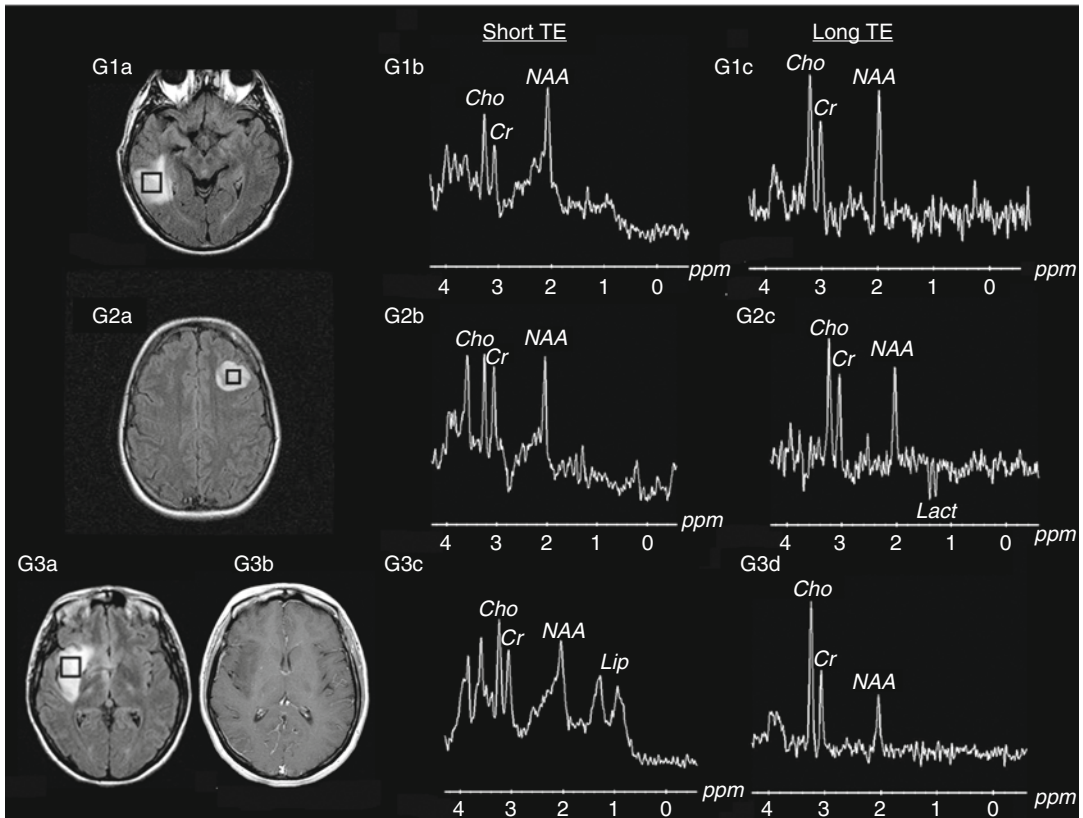 Short TE
Long TE
G1a
G1b
Cho
Cr
NAA
4 3 2 1 0 ppm
G1c
Cho
Cr
NAA
4 3 2 1 0 ppm
G2a
G2b
Cho
Cr
NAA
4 3 2 1 0 ppm
G2c
Cho
Cr
NAA
Lact
4 3 2 1 0 ppm
G3a
G3b
G3c
Cho
Cr
NAA
Lip
4 3 2 1 0 ppm
G3d
Cho
Cr
NAA
4 3 2 1 0 ppm